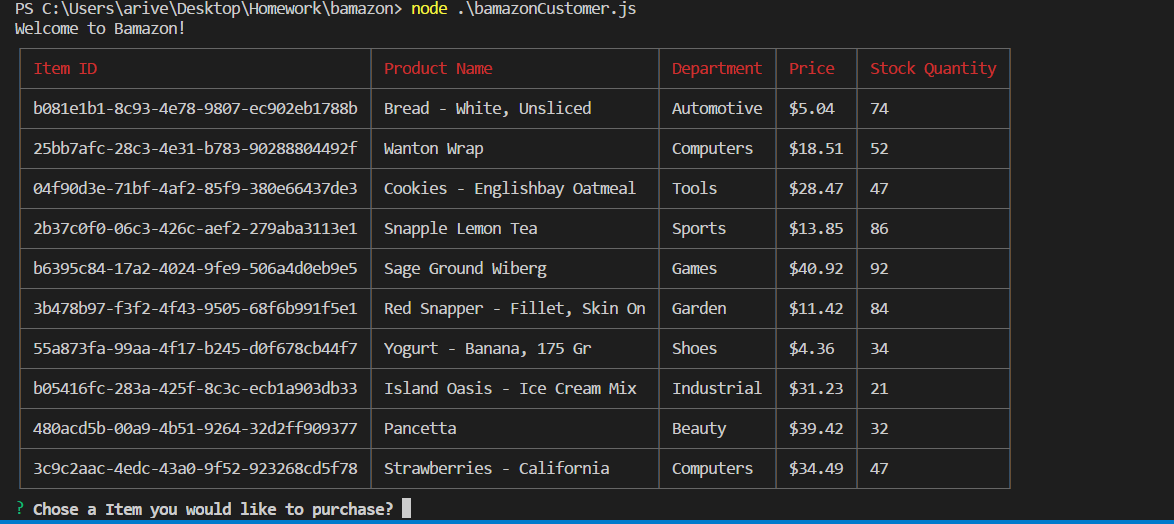 PS C:\Users\arive\Desktop\Homework\bamazon> node .\bamazonCustomer.js
Welcome to Bamazon!
Item ID Product Name Department Price Stock Quantity
b081e1b1-8c93-4e78-9807-ec902eb1788b Bread - White, Unsliced Automotive $5.04 74
25bb7afc-28c3-4e31-b783-90288804492f Wanton Wrap Computers $18.51 52
04f90d3e-71bf-4af2-85f9-380e66437de3 Cookies - Englishbay Oatmeal Tools $28.47 47
2b37c0f0-06c3-426c-aef2-279aba3113e1 Snapple Lemon Tea Sports $13.85 86
b6395c84-17a2-4024-9fe9-506a4d0eb9e5 Sage Ground Wiberg Games $40.92 92
3b478b97-f3f2-4f43-9505-68f6b991f5e1 Red Snapper - Fillet, Skin On Garden $11.42 84
55a873fa-99aa-4f17-b245-d0f678cb44f7 Yogurt - Banana, 175 Gr Shoes $4.36 34
b05416fc-283a-425f-8c3c-ecb1a903db33 Island Oasis - Ice Cream Mix Industrial $31.23 21
480acd5b-00a9-4b51-9264-32d2ff909377 Pancetta Beauty $39.42 32
3c9c2aac-4edc-43a0-9f52-923268cd5f78 Strawberries - California Computers $34.49 47
? Chose a Item you would like to purchase?